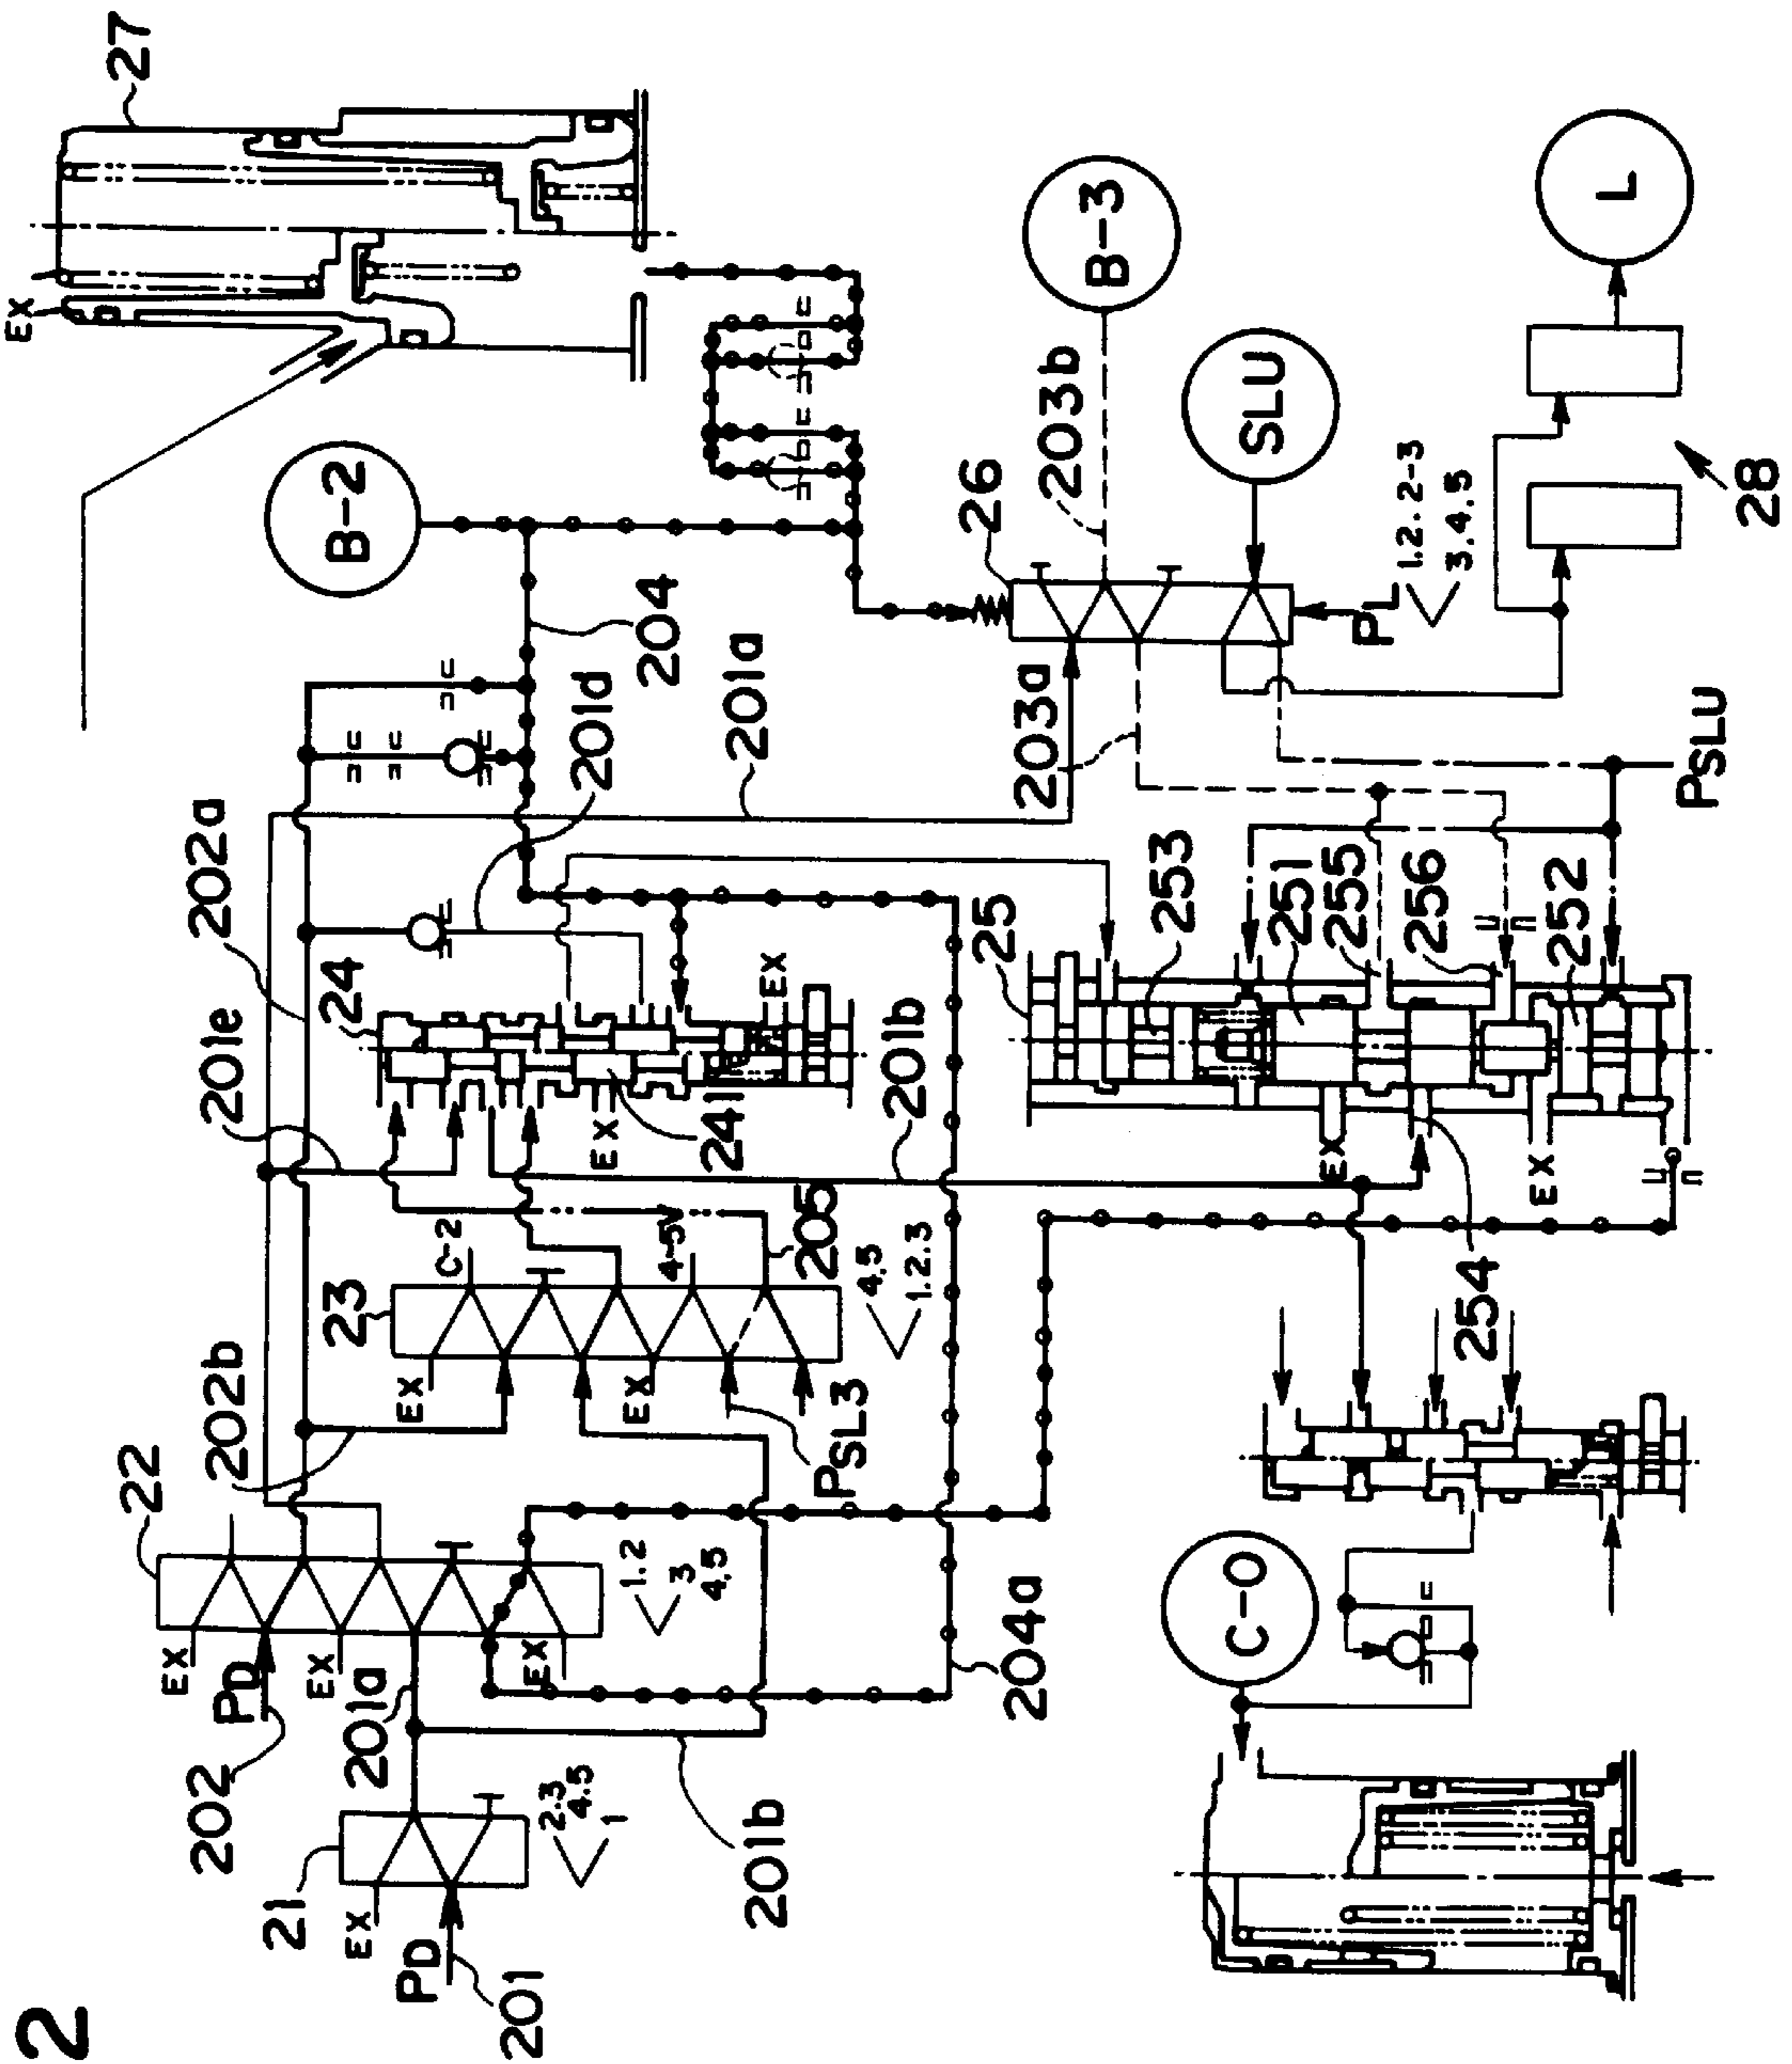 2
EX
27
B-2
204
202a
201e
202b
22
201d
201a
24
23
C-2
4-5V
205
4.5
1.2.3
EX
241
EX
201b
EX
EX
PSL3
EX
PD
202
EX
201a
EX
1.2
3
4.5
21
EX
PD
201
2.3
4.5
1
201b
204a
26
203b
B-3
SLU
203a
PL
1.2.2-3
3.4.5
28
L
PSLU
25
253
251
255
256
252
EX
EX
254
C-0